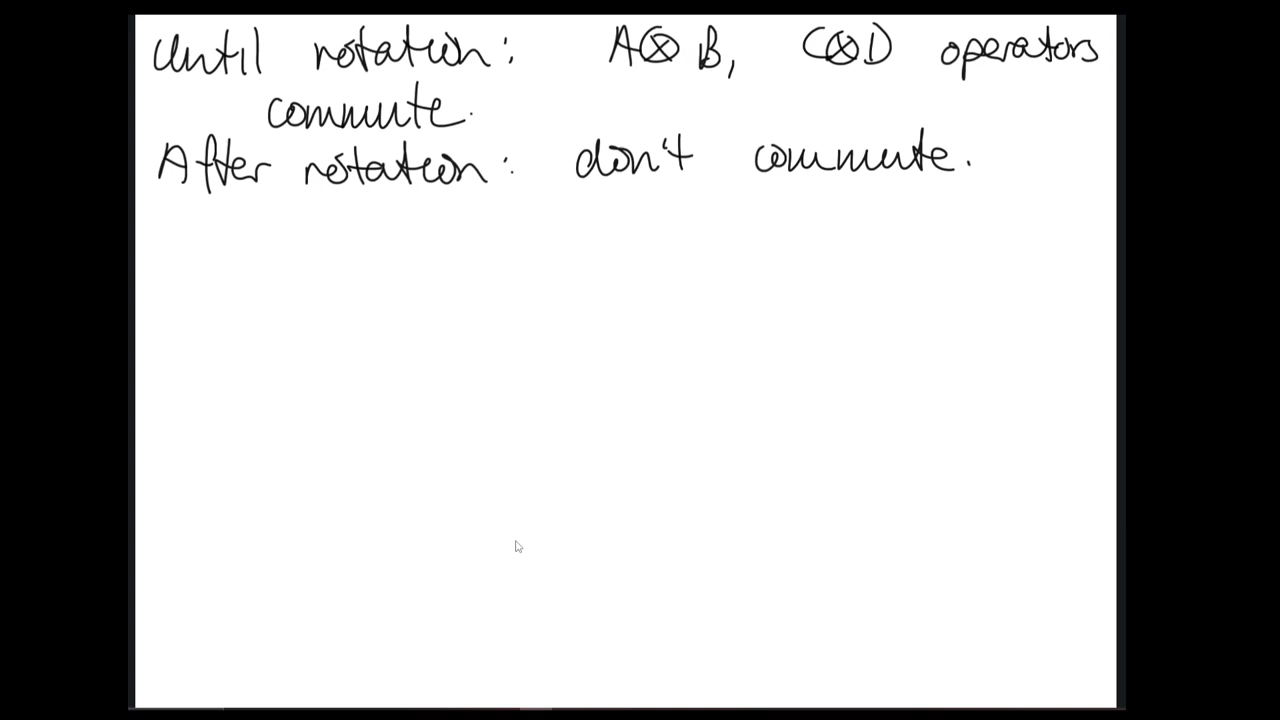 Until rotation: A⊗B, C⊗D operators
commute.
After rotation: don't commute.